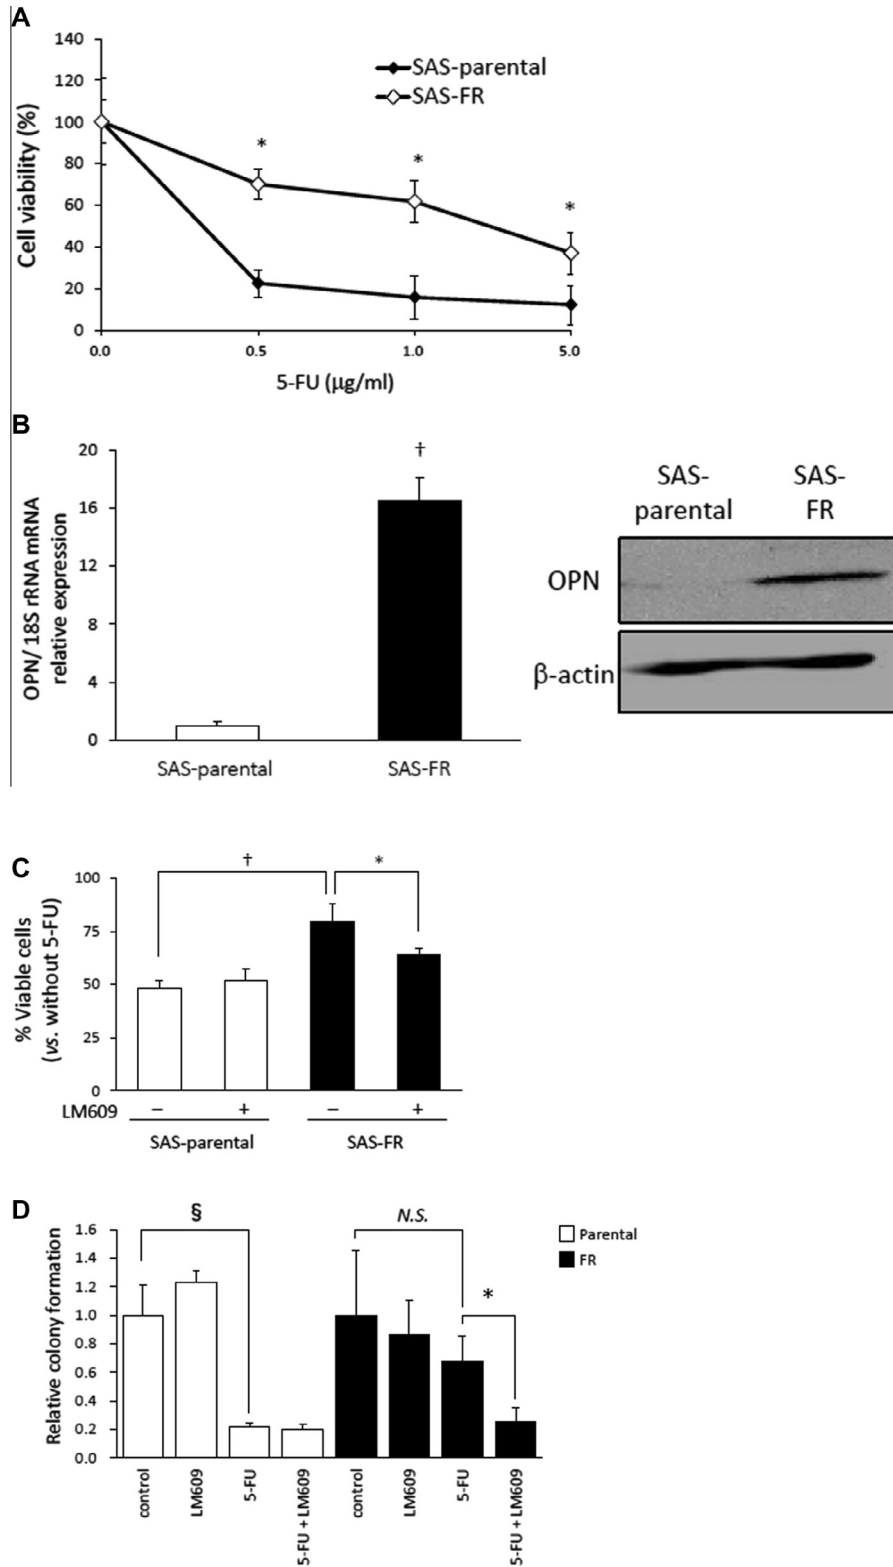 A
140
120
100
80
60
40
20
0
Cell viability (%)
SAS-parental
SAS-FR
*
*
*
0.0
0.5
1.0
5.0
5-FU (µg/ml)
B
20
16
12
8
4
0
OPN/ 18S rRNA mRNA
relative expression
†
SAS-parental
SAS-FR
SAS-
parental
SAS-
FR
OPN
β-actin
C
100
75
50
25
0
% Viable cells
(vs. without 5-FU)
†
*
LM609 – + – +
SAS-parental
SAS-FR
D
1.6
1.4
1.2
1.0
0.8
0.6
0.4
0.2
0.0
Relative colony formation
§
N.S.
*
Parental
FR
control
LM609
5-FU
5-FU + LM609
control
LM609
5-FU
5-FU + LM609